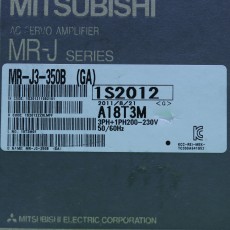 MITSUBISHI
AC SERVO AMPLIFIER
MR-J SERIES
MR-J3-350B (GA)
1S2012
2011/8/21 <G>
A18T3M
3PH+1PH200-230V
50/60Hz
MITSUBISHI ELECTRIC CORPORATION